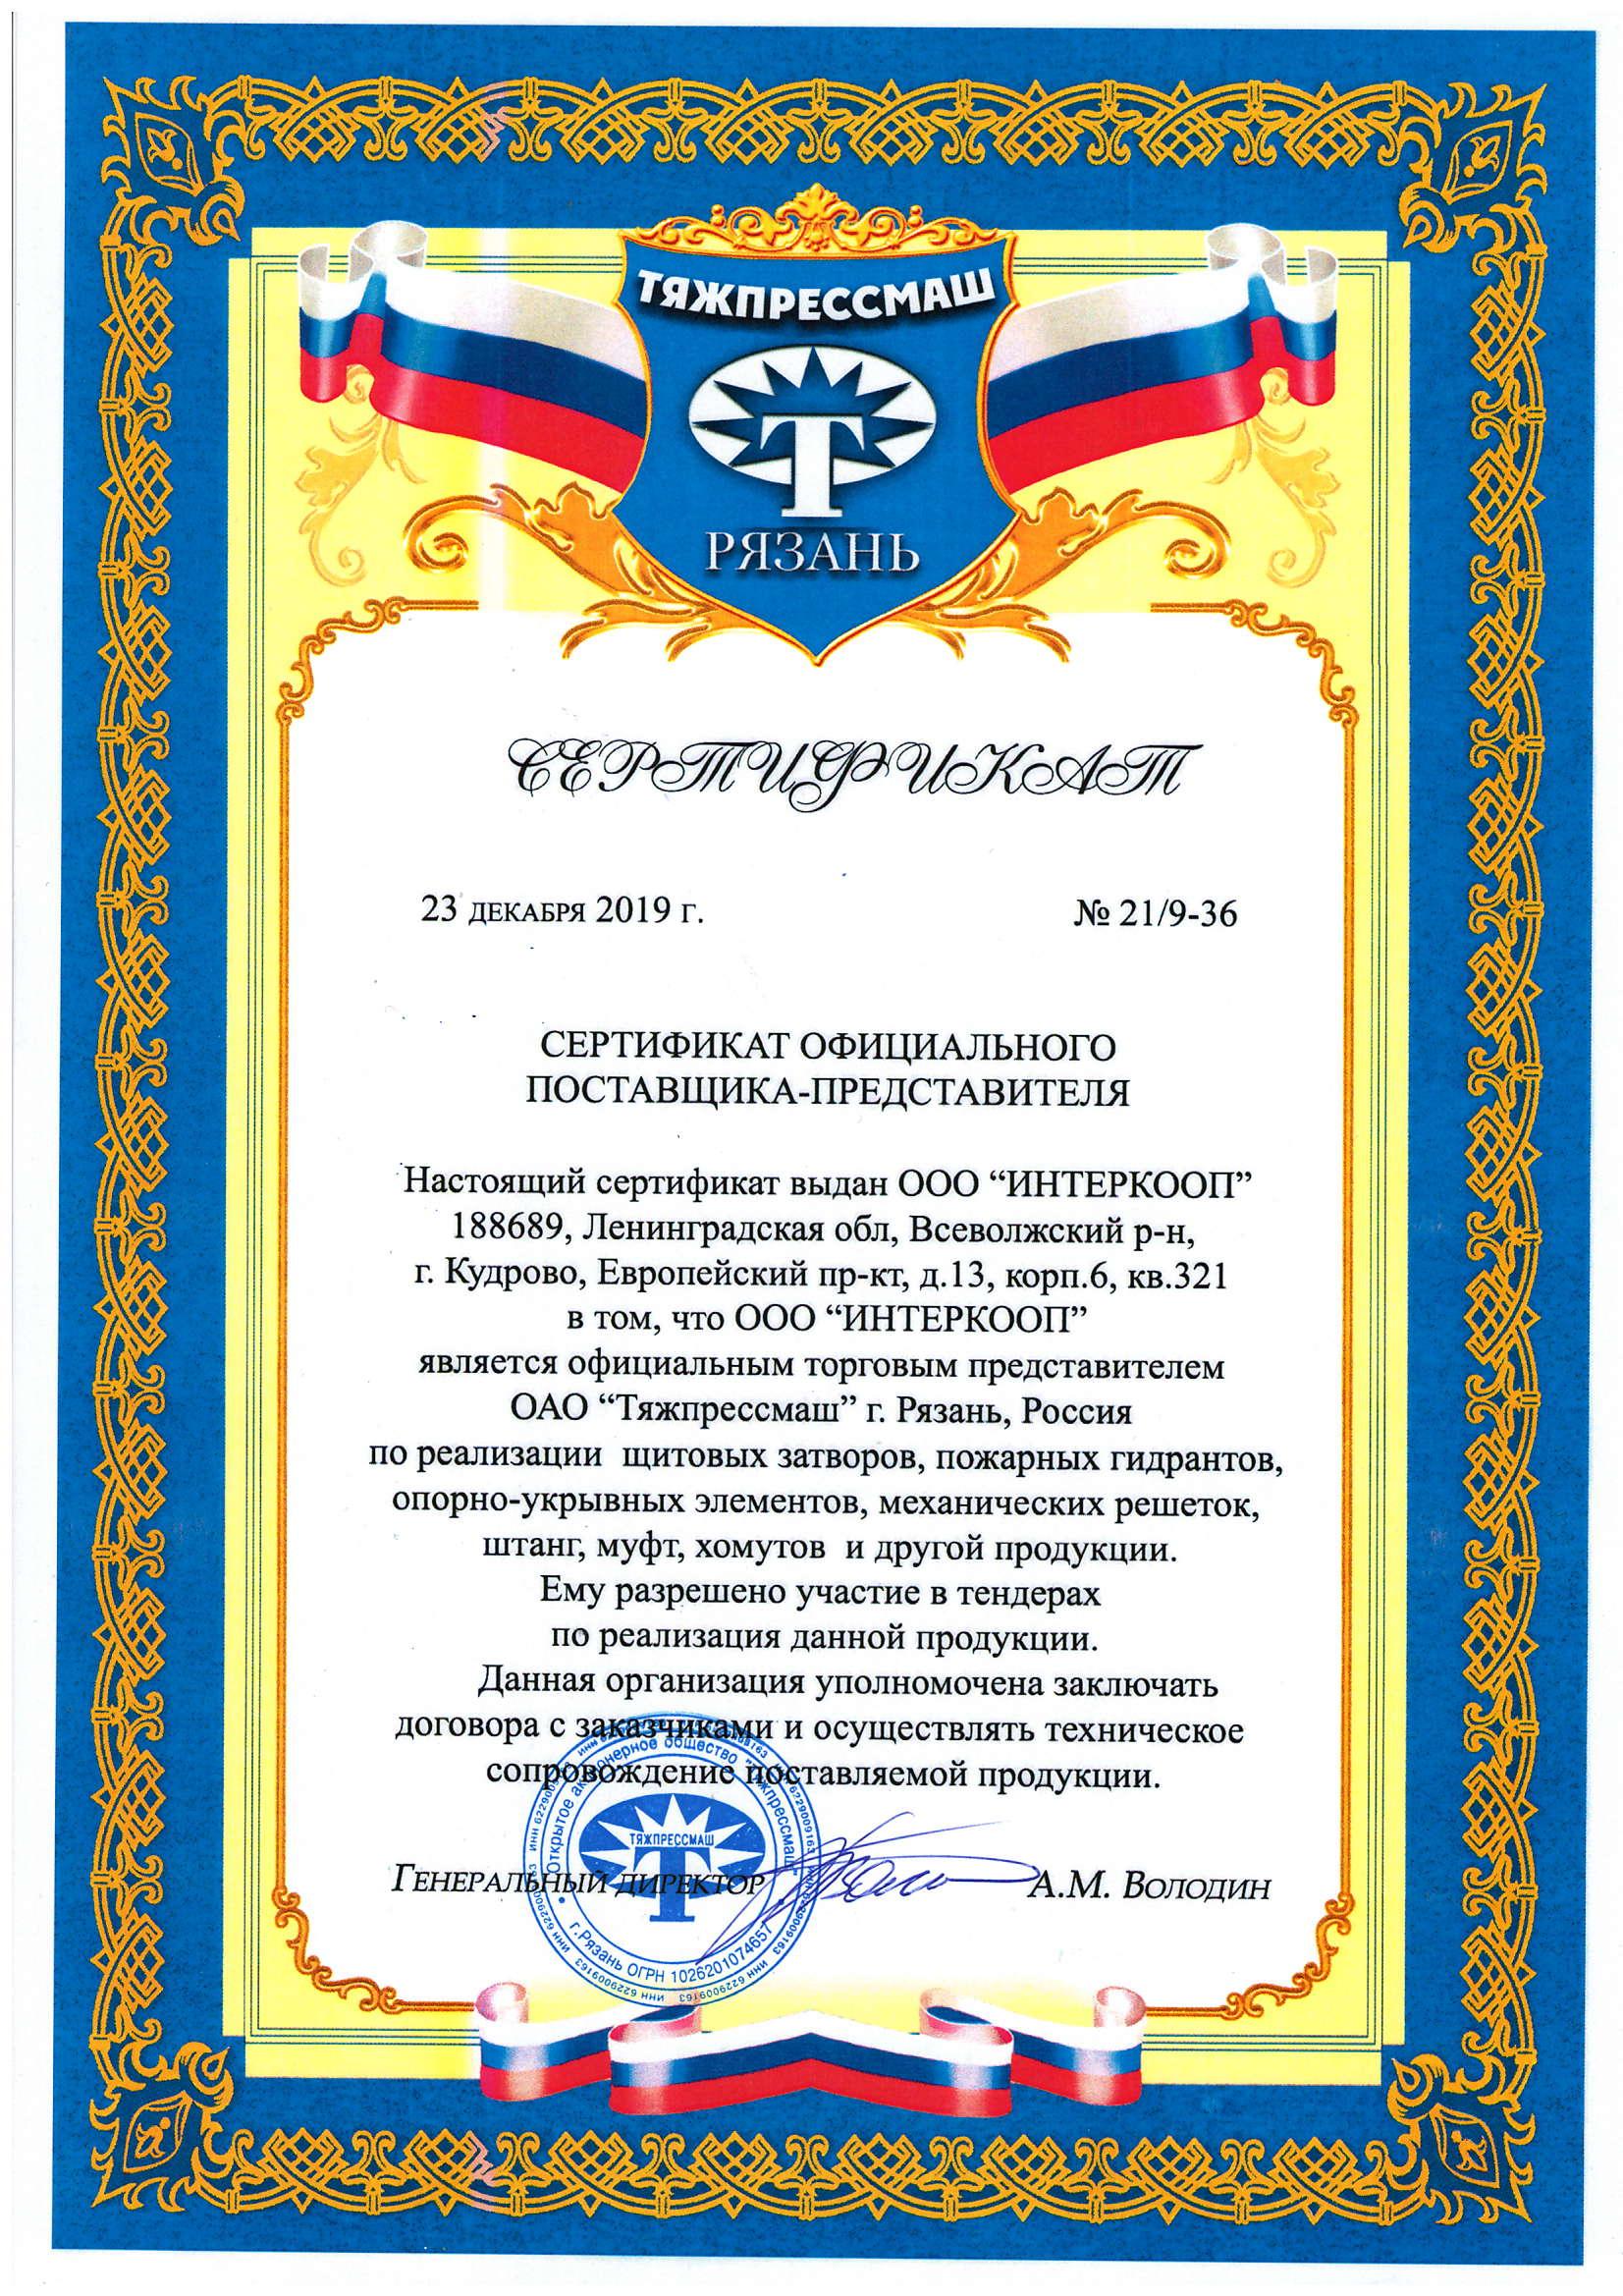 ТЯЖПРЕССМАШ
Т
РЯЗАНЬ
СЕРТИФИКАТ
23 ДЕКАБРЯ 2019 Г.
№ 21/9-36
СЕРТИФИКАТ ОФИЦИАЛЬНОГО
ПОСТАВЩИКА-ПРЕДСТАВИТЕЛЯ
Настоящий сертификат выдан ООО “ИНТЕРКООП”
188689, Ленинградская обл, Всеволжский р-н,
г. Кудрово, Европейский пр-кт, д.13, корп.6, кв.321
в том, что ООО “ИНТЕРКООП”
является официальным торговым представителем
ОАО “Тяжпрессмаш” г. Рязань, Россия
по реализации щитовых затворов, пожарных гидрантов,
опорно-укрывных элементов, механических решеток,
штанг, муфт, хомутов и другой продукции.
Ему разрешено участие в тендерах
по реализация данной продукции.
Данная организация уполномочена заключать
договора с заказчиками и осуществлять техническое
сопровождение поставляемой продукции.
ГЕНЕРАЛЬНЫЙ ДИРЕКТОР
А.М. ВОЛОДИН
Открытое акционерное общество "Тяжпрессмаш"
ТЯЖПРЕССМАШ
г.Рязань ОГРН 1026201074657
ИНН 6229009163 ИНН 6229009163